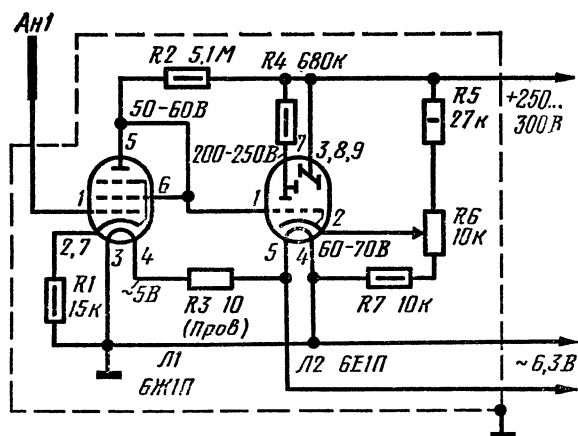 Ан1
R2 5,1М
R4 680к
50-60В
5
R5
27к
+250...
300В
200-250В
7
3,8,9
1
6
1
2
R6
10к
2,7
3
4
5
4
60-70В
R1
15к
~5В
R3 10
(Пров)
R7 10к
Л1
6Ж1П
Л2 6Е1П
~6,3В